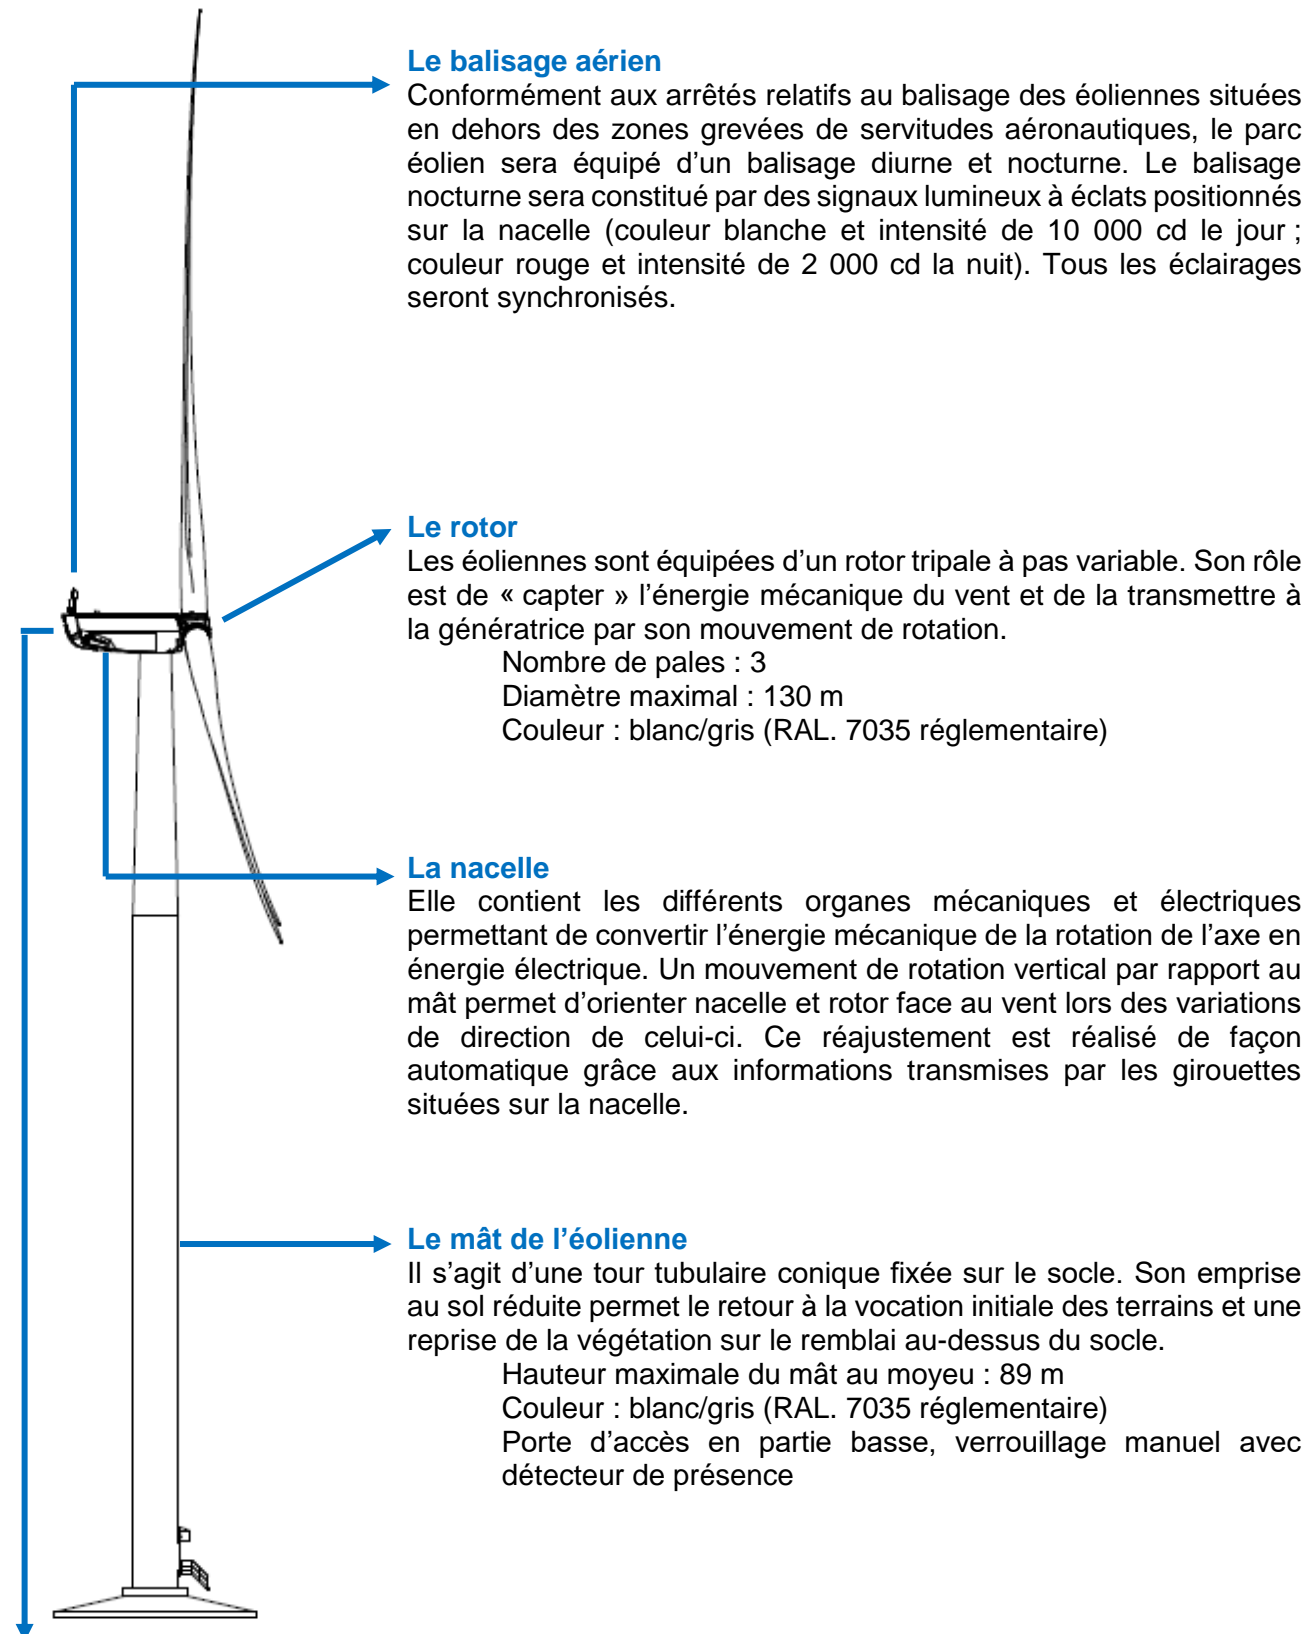 Le balisage aérien
Conformément aux arrêtés relatifs au balisage des éoliennes situées
en dehors des zones grevées de servitudes aéronautiques, le parc
éolien sera équipé d’un balisage diurne et nocturne. Le balisage
nocturne sera constitué par des signaux lumineux à éclats positionnés
sur la nacelle (couleur blanche et intensité de 10 000 cd le jour ;
couleur rouge et intensité de 2 000 cd la nuit). Tous les éclairages
seront synchronisés.
Le rotor
Les éoliennes sont équipées d’un rotor tripale à pas variable. Son rôle
est de « capter » l’énergie mécanique du vent et de la transmettre à
la génératrice par son mouvement de rotation.
Nombre de pales : 3
Diamètre maximal : 130 m
Couleur : blanc/gris (RAL. 7035 réglementaire)
La nacelle
Elle contient les différents organes mécaniques et électriques
permettant de convertir l’énergie mécanique de la rotation de l’axe en
énergie électrique. Un mouvement de rotation vertical par rapport au
mât permet d’orienter nacelle et rotor face au vent lors des variations
de direction de celui-ci. Ce réajustement est réalisé de façon
automatique grâce aux informations transmises par les girouettes
situées sur la nacelle.
Le mât de l’éolienne
Il s’agit d’une tour tubulaire conique fixée sur le socle. Son emprise
au sol réduite permet le retour à la vocation initiale des terrains et une
reprise de la végétation sur le remblai au-dessus du socle.
Hauteur maximale du mât au moyeu : 89 m
Couleur : blanc/gris (RAL. 7035 réglementaire)
Porte d’accès en partie basse, verrouillage manuel avec
détecteur de présence